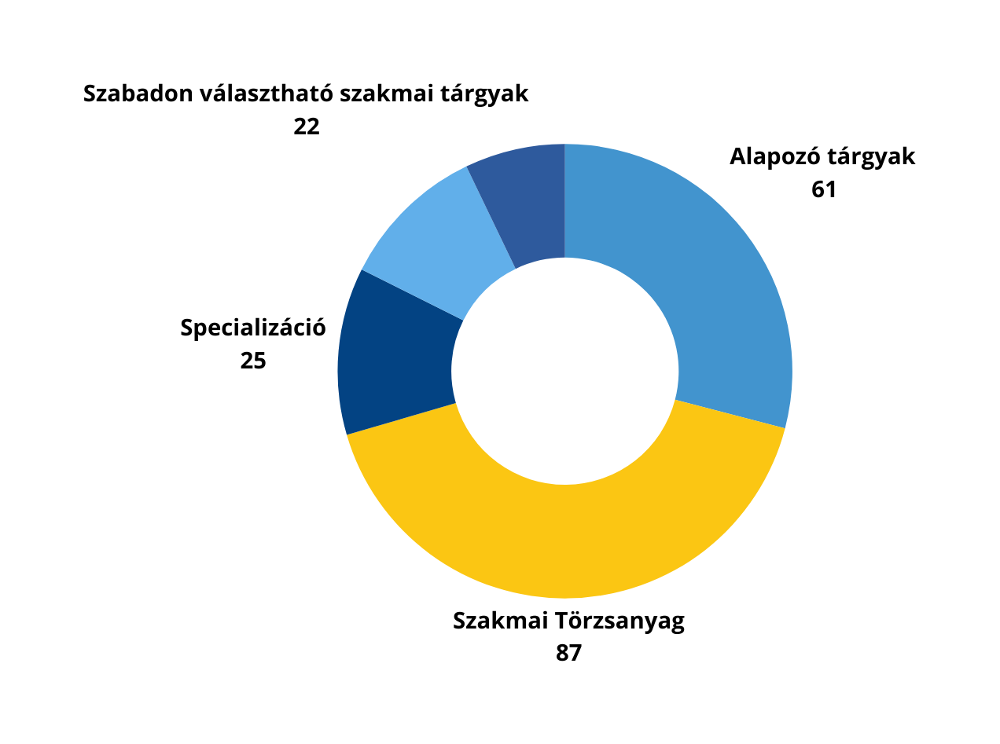 Szabadon választható szakmai tárgyak
22
Alapozó tárgyak
61
Specializáció
25
Szakmai Törzsanyag
87